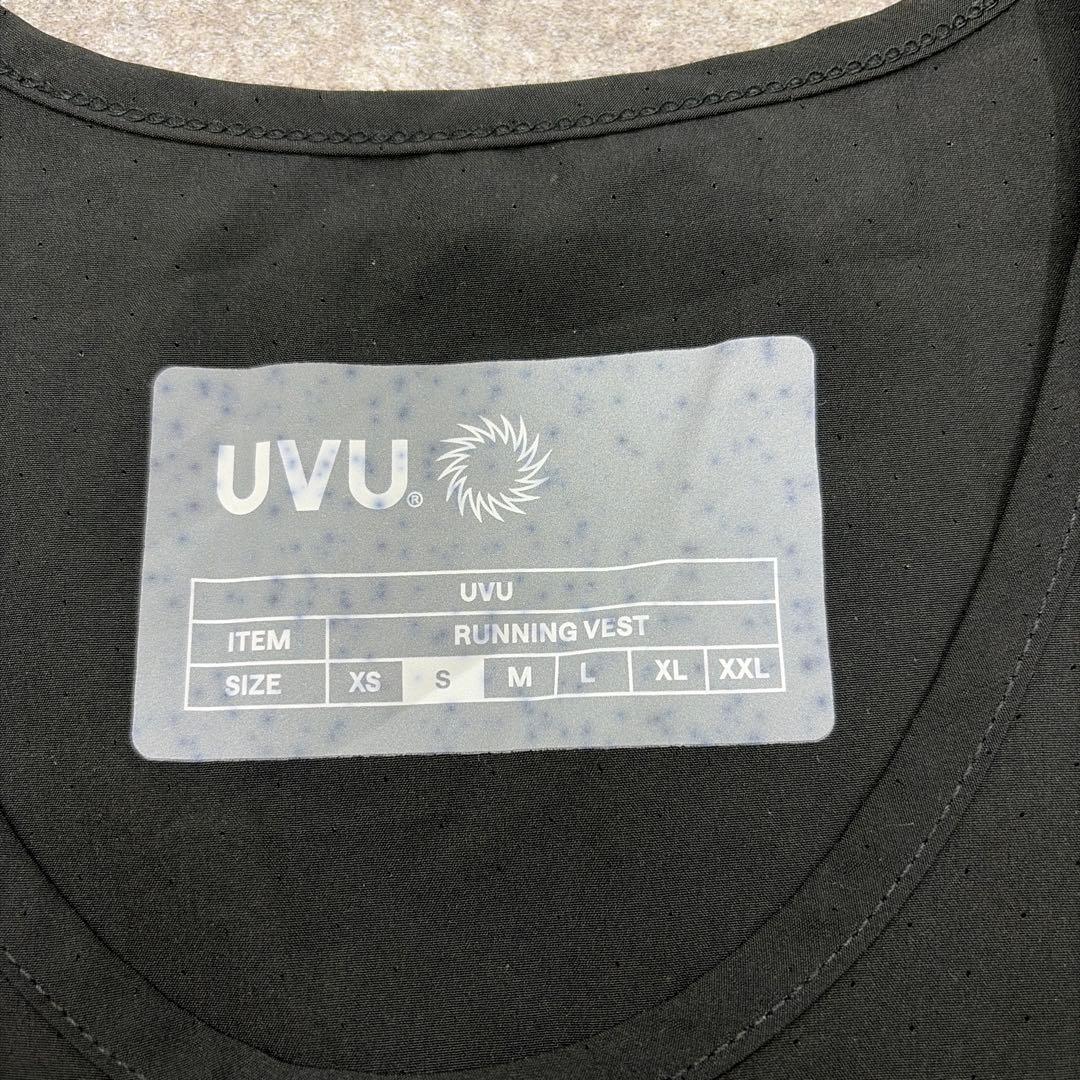 UVU®
UVU
ITEM RUNNING VEST
SIZE XS S M L XL XXL